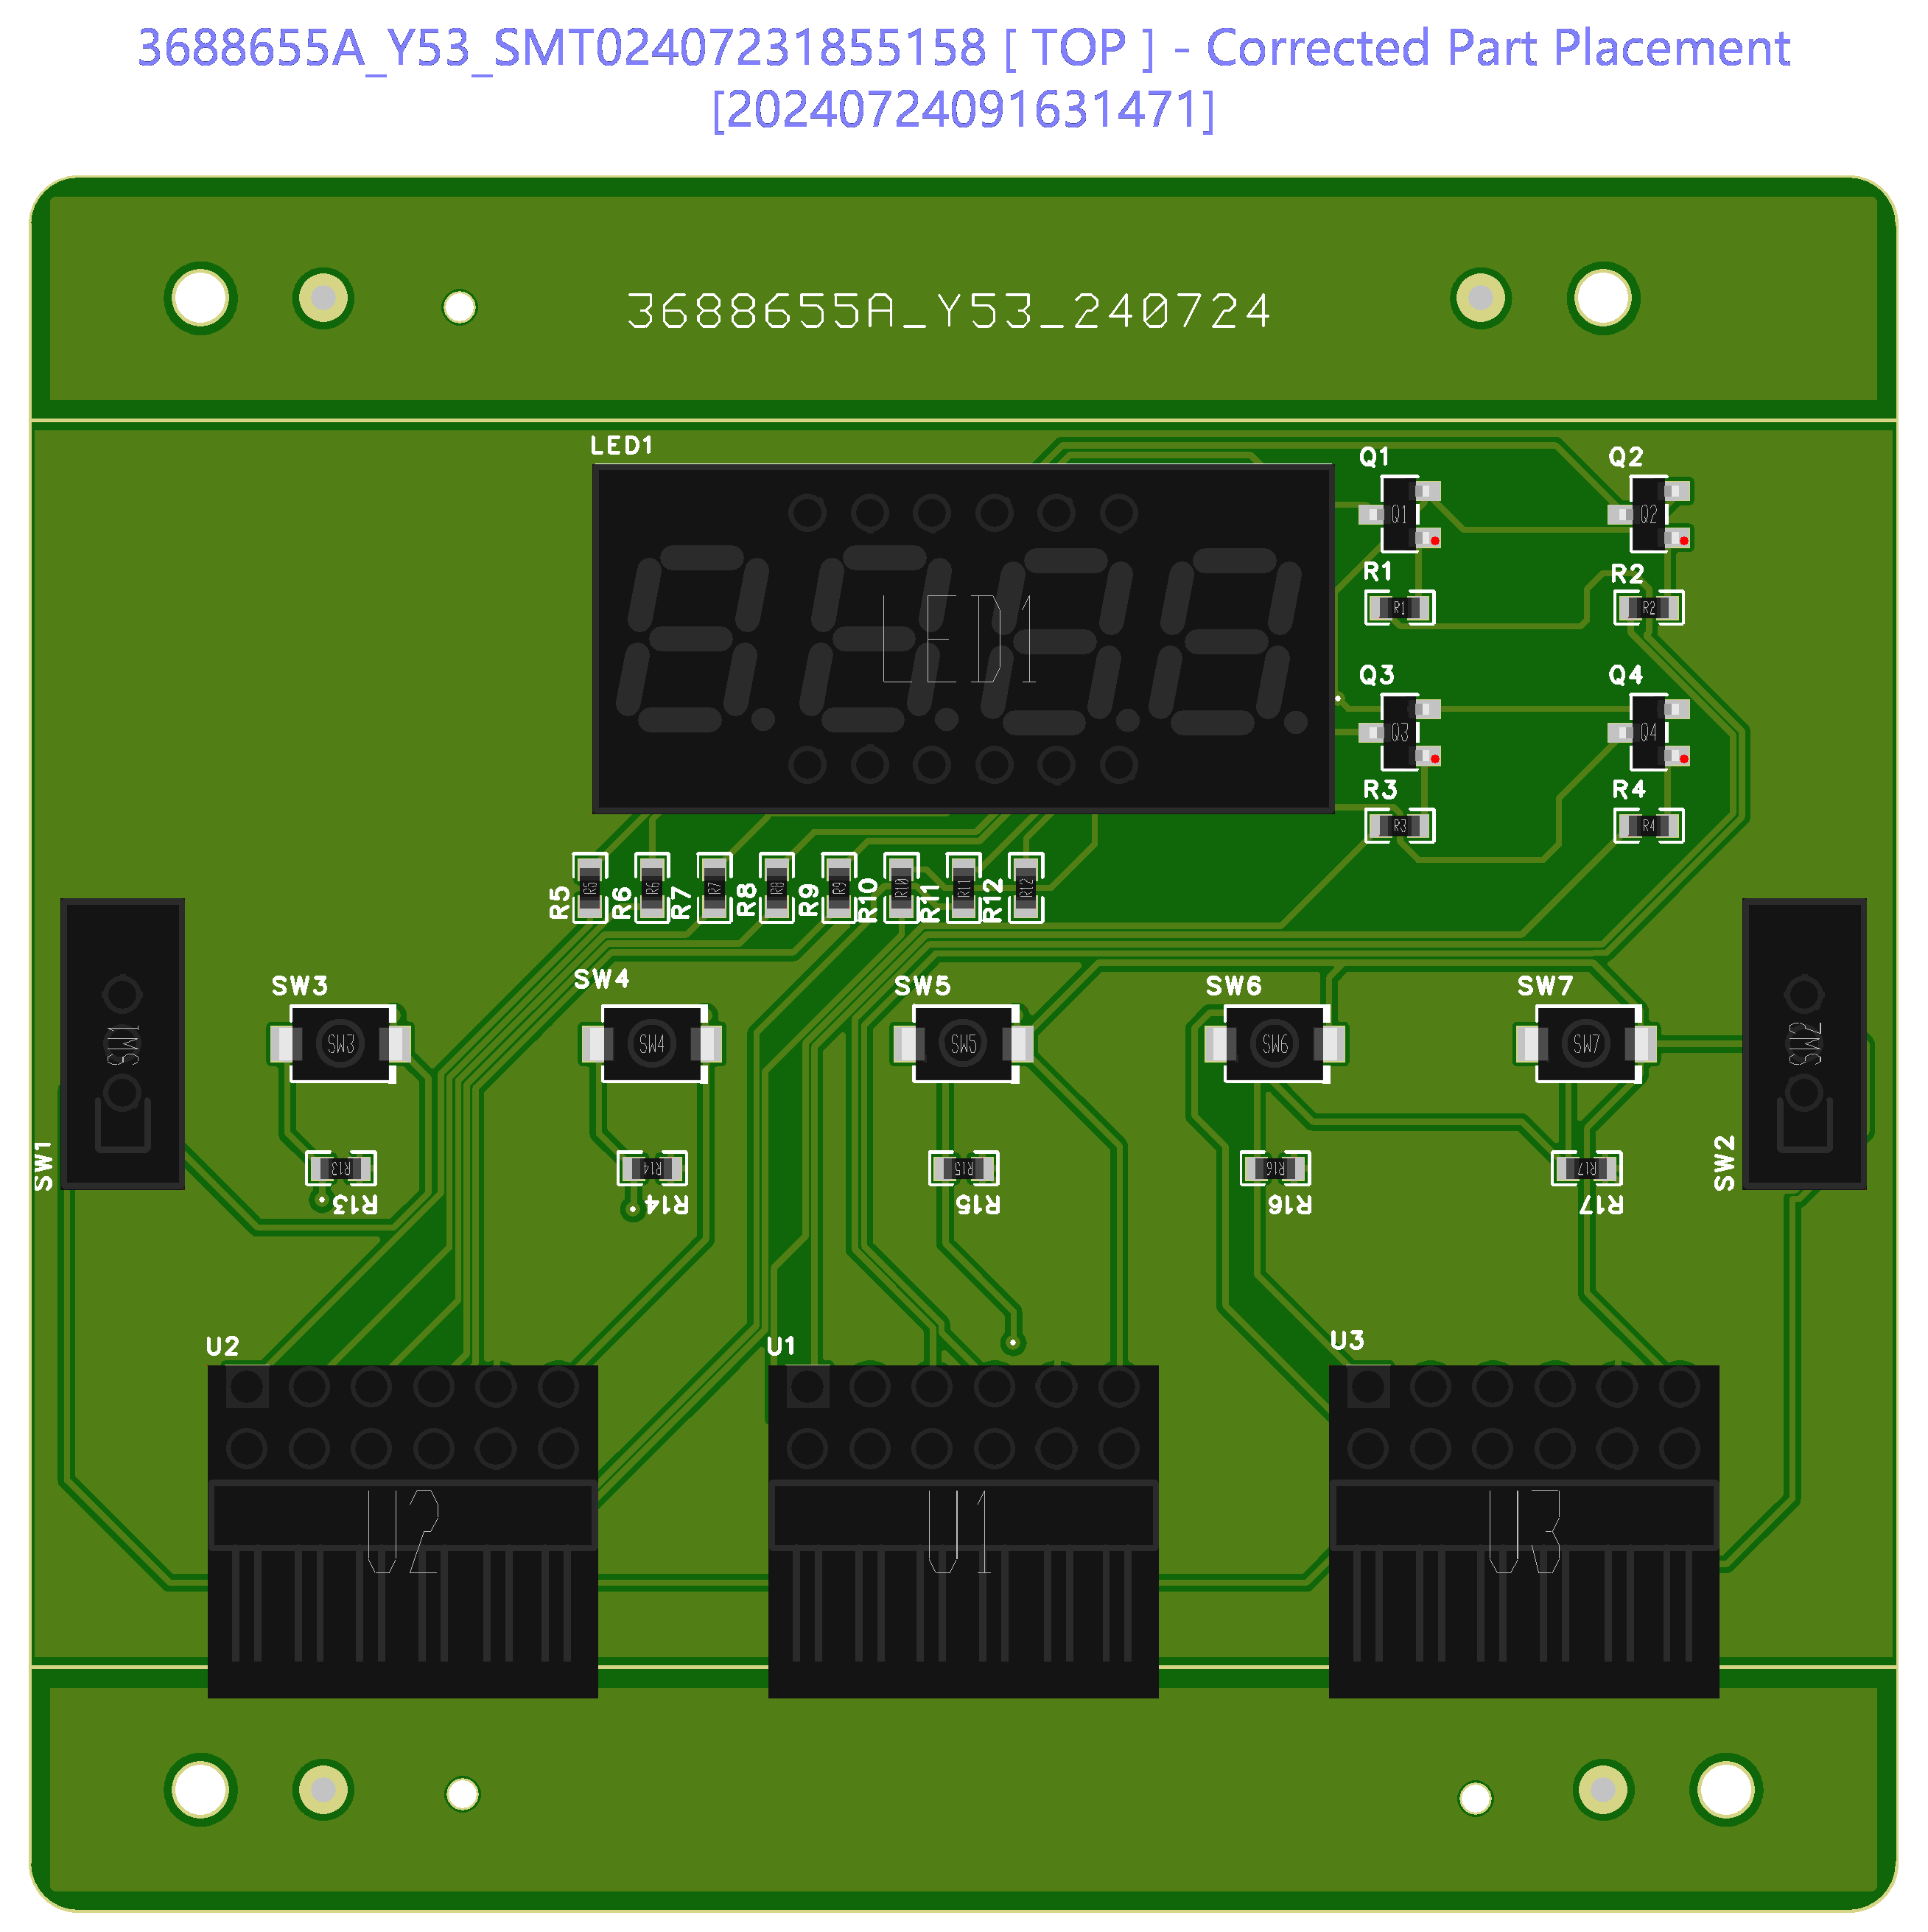 3688655A_Y53_SMT02407231855158 [ TOP ] - Corrected Part Placement
[20240724091631471]
3688655A_Y53_240724
LED1
Q1
Q2
LED1
Q1
Q2
R1
R2
R1
R2
Q3
Q4
Q3
Q4
R3
R4
R3
R4
R5
R6
R7
R8
R9
R10
R11
R12
R5
R6
R7
R8
R9
R10
R11
R12
SW3
SW4
SW5
SW6
SW7
SW1
SW3
SW4
SW5
SW6
SW7
SW2
SW1
R13
R14
R15
R16
R17
SW2
R13
R14
R15
R16
R17
U2
U1
U3
U2
U1
U3